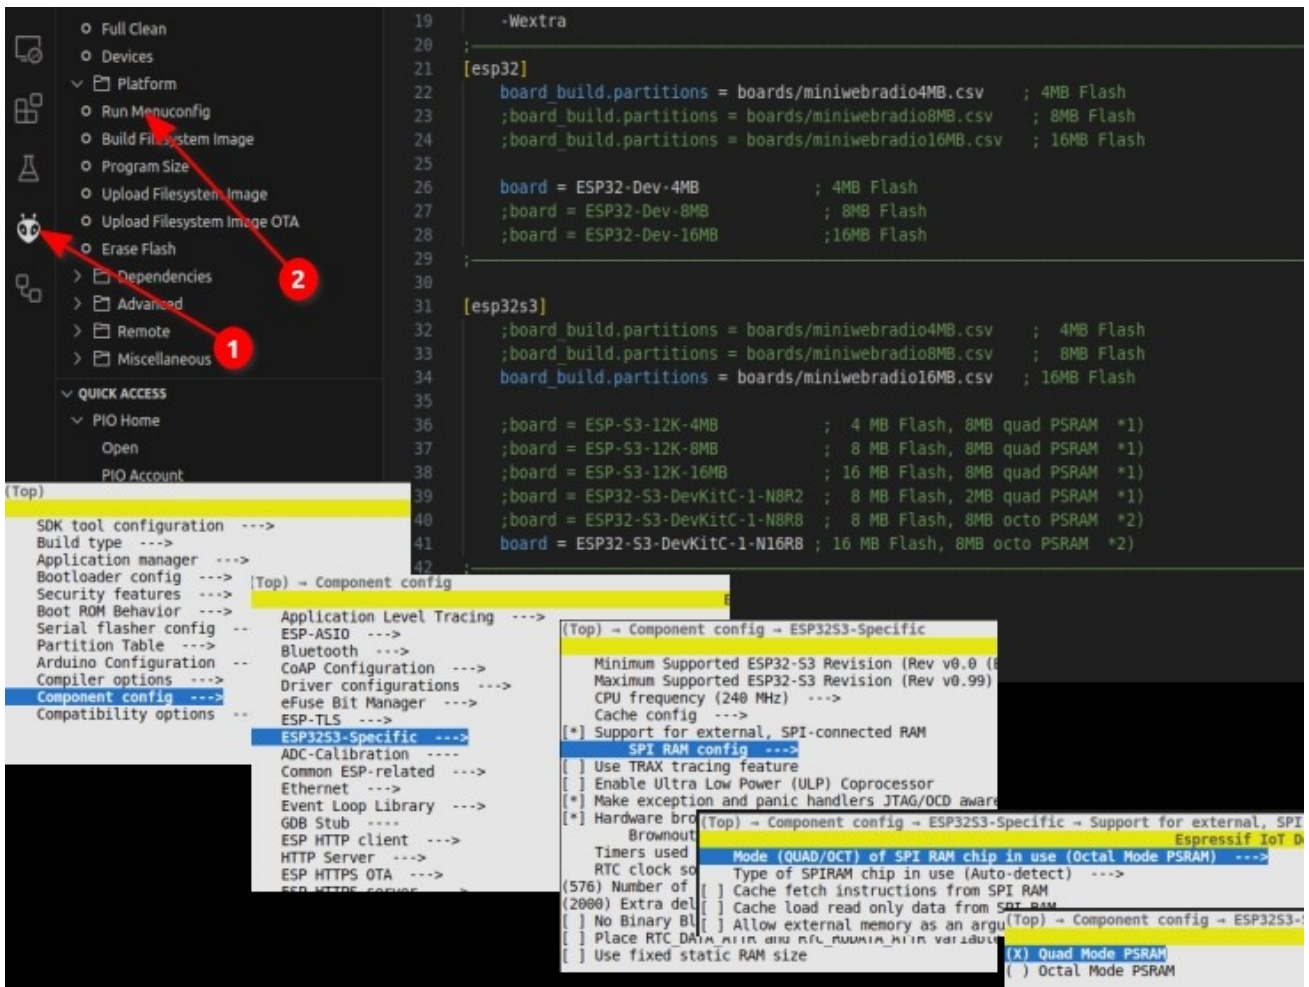 Full Clean
Devices
Platform
Run Menuconfig
Build Filesystem Image
Program Size
Upload Filesystem Image
Upload Filesystem Image OTA
Erase Flash
Dependencies
Advanced
Remote
Miscellaneous
2
1
QUICK ACCESS
PIO Home
Open
PIO Account
19 -Wextra
20 ;
21 [esp32]
22 board_build.partitions = boards/miniwebradio4MB.csv ; 4MB Flash
23 ;board_build.partitions = boards/miniwebradio8MB.csv ; 8MB Flash
24 ;board_build.partitions = boards/miniwebradio16MB.csv ; 16MB Flash
25
26 board = ESP32-Dev-4MB ; 4MB Flash
27 ;board = ESP32-Dev-8MB ; 8MB Flash
28 ;board = ESP32-Dev-16MB ;16MB Flash
29 ;
30
31 [esp32s3]
32 ;board_build.partitions = boards/miniwebradio4MB.csv ; 4MB Flash
33 ;board_build.partitions = boards/miniwebradio8MB.csv ; 8MB Flash
34 board_build.partitions = boards/miniwebradio16MB.csv ; 16MB Flash
35
36 ;board = ESP-S3-12K-4MB ; 4 MB Flash, 8MB quad PSRAM *1)
37 ;board = ESP-S3-12K-8MB ; 8 MB Flash, 8MB quad PSRAM *1)
38 ;board = ESP-S3-12K-16MB ; 16 MB Flash, 8MB quad PSRAM *1)
39 ;board = ESP32-S3-DevKitC-1-N8R2 ; 8 MB Flash, 2MB quad PSRAM *1)
40 ;board = ESP32-S3-DevKitC-1-N8R8 ; 8 MB Flash, 8MB octo PSRAM *2)
41 board = ESP32-S3-DevKitC-1-N16R8 ; 16 MB Flash, 8MB octo PSRAM *2)
42 ;
(Top)
SDK tool configuration --->
Build type --->
Application manager --->
Bootloader config --->
Security features --->
Boot ROM Behavior --->
Serial flasher config --
Partition Table --->
Arduino Configuration --
Compiler options --->
Component config --->
Compatibility options --
(Top) → Component config
Application Level Tracing --->
ESP-ASIO --->
Bluetooth --->
CoAP Configuration --->
Driver configurations --->
eFuse Bit Manager --->
ESP-TLS --->
ESP32S3-Specific --->
ADC-Calibration ----
Common ESP-related --->
Ethernet --->
Event Loop Library --->
GDB Stub ----
ESP HTTP client --->
HTTP Server --->
ESP HTTPS OTA --->
ESP HTTPS server
(Top) → Component config → ESP32S3-Specific
Minimum Supported ESP32-S3 Revision (Rev v0.0 (
Maximum Supported ESP32-S3 Revision (Rev v0.99)
CPU frequency (240 MHz) --->
Cache config --->
[*] Support for external, SPI-connected RAM
SPI RAM config --->
[ ] Use TRAX tracing feature
[ ] Enable Ultra Low Power (ULP) Coprocessor
[*] Make exception and panic handlers JTAG/OCD aware
[*] Hardware bro
Brownout
Timers used
RTC clock so
(576) Number of
(2000) Extra del
[ ] No Binary Bl
[ ] Place RTC_DATA_ATTR and RTC_RODATA_ATTR variable
[ ] Use fixed static RAM size
(Top) → Component config → ESP32S3-Specific → Support for external, SPI
Espressif IoT D
Mode (QUAD/OCT) of SPI RAM chip in use (Octal Mode PSRAM) --->
Type of SPIRAM chip in use (Auto-detect) --->
[ ] Cache fetch instructions from SPI RAM
[ ] Cache load read only data from SPI RAM
[ ] Allow external memory as an argu
(Top) → Component config → ESP32S3-
(X) Quad Mode PSRAM
( ) Octal Mode PSRAM